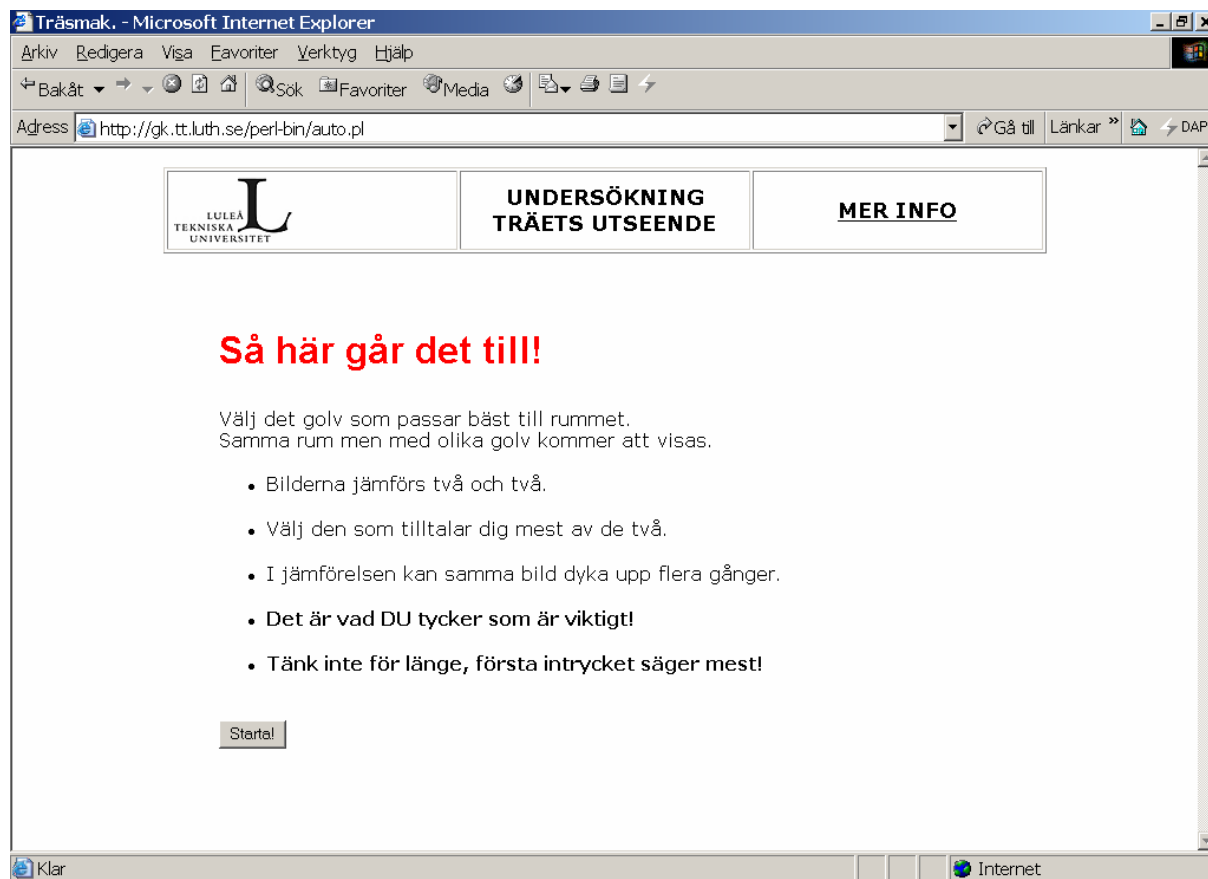 Träsmak. - Microsoft Internet Explorer
Arkiv Redigera Visa Favoriter Verktyg Hjälp
Bakåt Sök Favoriter Media
Adress http://gk.tt.luth.se/perl-bin/auto.pl Gå till Länkar » DAP
LULEÅ
TEKNISKA
UNIVERSITET
L
UNDERSÖKNING
TRÄETS UTSEENDE
MER INFO
Så här går det till!
Välj det golv som passar bäst till rummet.
Samma rum men med olika golv kommer att visas.
• Bilderna jämförs två och två.
• Välj den som tilltalar dig mest av de två.
• I jämförelsen kan samma bild dyka upp flera gånger.
• Det är vad DU tycker som är viktigt!
• Tänk inte för länge, första intrycket säger mest!
Starta!
Klar Internet